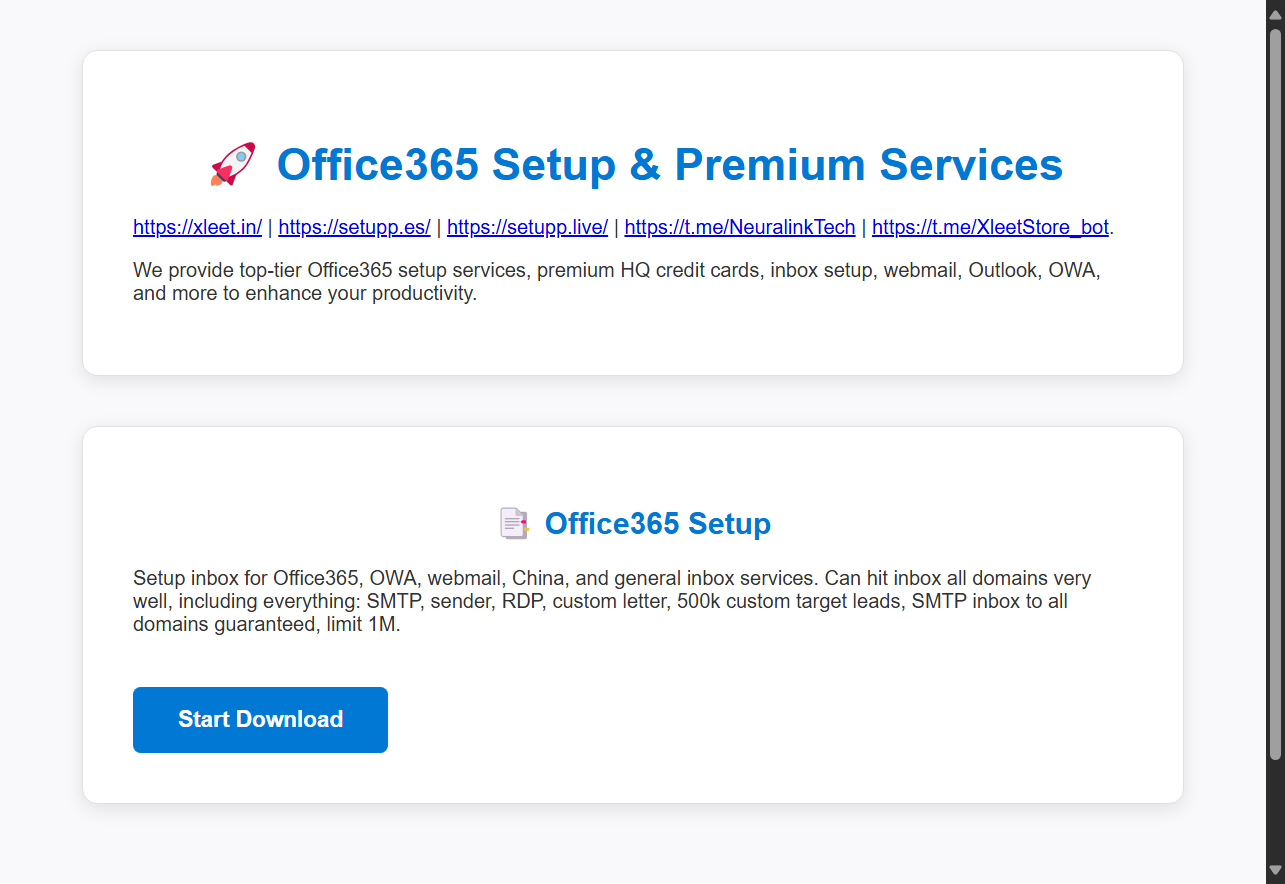 🚀 Office365 Setup & Premium Services
https://xleet.in/ | https://setupp.es/ | https://setupp.live/ | https://t.me/NeuralinkTech | https://t.me/XleetStore_bot.
We provide top-tier Office365 setup services, premium HQ credit cards, inbox setup, webmail, Outlook, OWA,
and more to enhance your productivity.
📑 Office365 Setup
Setup inbox for Office365, OWA, webmail, China, and general inbox services. Can hit inbox all domains very
well, including everything: SMTP, sender, RDP, custom letter, 500k custom target leads, SMTP inbox to all
domains guaranteed, limit 1M.
Start Download